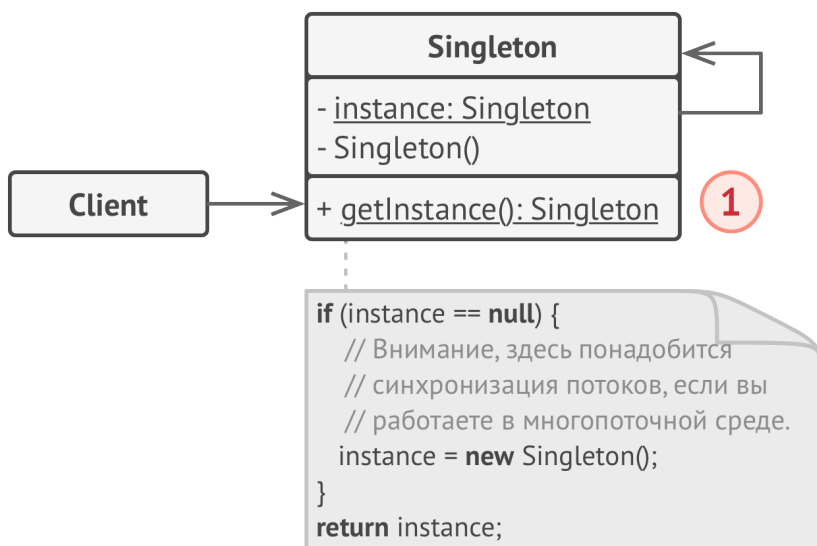 Singleton
- instance: Singleton
- Singleton()
Client
+ getInstance(): Singleton
1
if (instance == null) {
// Внимание, здесь понадобится
// синхронизация потоков, если вы
// работаете в многопоточной среде.
instance = new Singleton();
}
return instance;